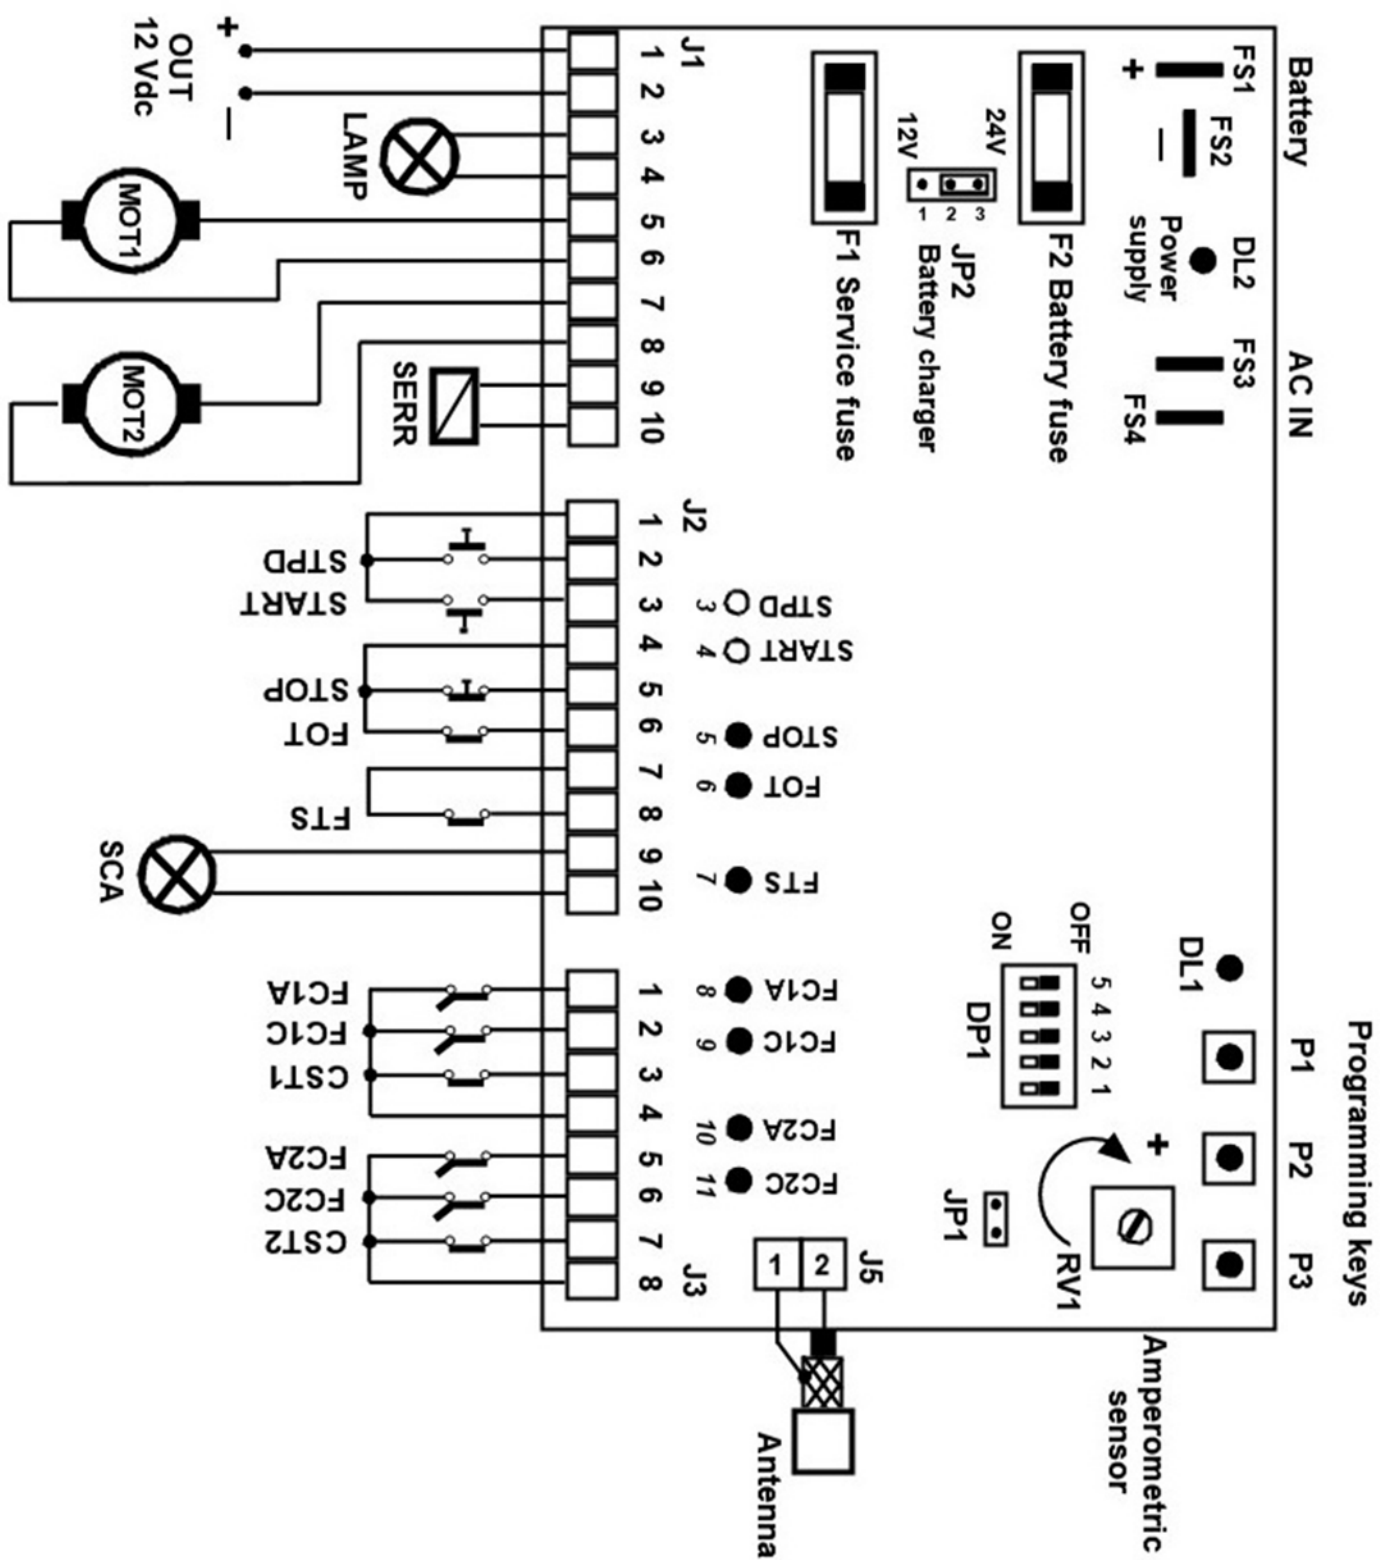 Battery
AC IN
Programming keys
FS1
FS2
+
—
DL2
Power
supply
FS3
FS4
DL1
P1
P2
P3
F2 Battery fuse
24V
12V
1 2 3
JP2
Battery charger
F1 Service fuse
OFF
ON
5 4 3 2 1
DP1
+
RV1
JP1
Amperometric
sensor
J5
1 2
Antenna
3 STPD
4 START
5 STOP
6 FOT
7 FTS
8 FC1A
9 FC1C
10 FC2A
11 FC2C
J1
1 2 3 4 5 6 7 8 9 10
J2
1 2 3 4 5 6 7 8 9 10
J3
1 2 3 4 5 6 7 8
+
—
OUT
12 Vdc
LAMP
MOT1
MOT2
SERR
STPD
START
STOP
FOT
FTS
SCA
FC1A
FC1C
CST1
FC2A
FC2C
CST2